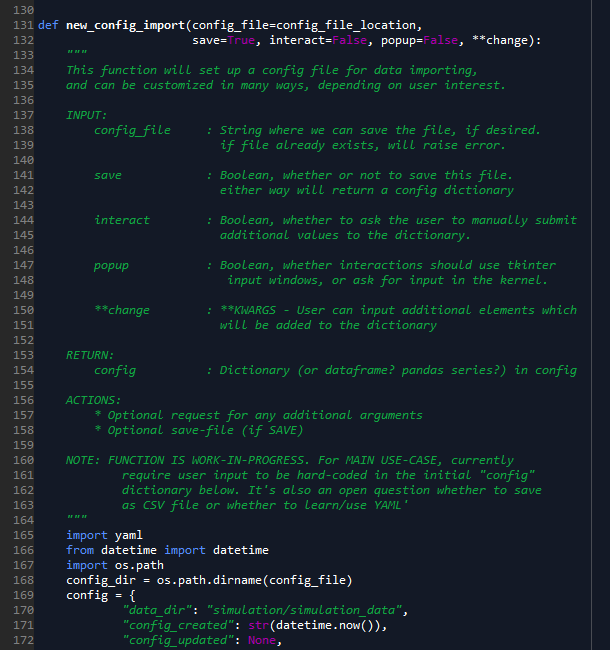 130
131 def new_config_import(config_file=config_file_location,
132 save=True, interact=False, popup=False, **change):
133 """
134 This function will set up a config file for data importing,
135 and can be customized in many ways, depending on user interest.
136
137 INPUT:
138 config_file : String where we can save the file, if desired.
139 if file already exists, will raise error.
140
141 save : Boolean, whether or not to save this file.
142 either way will return a config dictionary
143
144 interact : Boolean, whether to ask the user to manually submit
145 additional values to the dictionary.
146
147 popup : Boolean, whether interactions should use tkinter
148 input windows, or ask for input in the kernel.
149
150 **change : **KWARGS - User can input additional elements which
151 will be added to the dictionary
152
153 RETURN:
154 config : Dictionary (or dataframe? pandas series?) in config
155
156 ACTIONS:
157 * Optional request for any additional arguments
158 * Optional save-file (if SAVE)
159
160 NOTE: FUNCTION IS WORK-IN-PROGRESS. For MAIN USE-CASE, currently
161 require user input to be hard-coded in the initial "config"
162 dictionary below. It's also an open question whether to save
163 as CSV file or whether to learn/use YAML'
164 """
165 import yaml
166 from datetime import datetime
167 import os.path
168 config_dir = os.path.dirname(config_file)
169 config = {
170 "data_dir": "simulation/simulation_data",
171 "config_created": str(datetime.now()),
172 "config_updated": None,